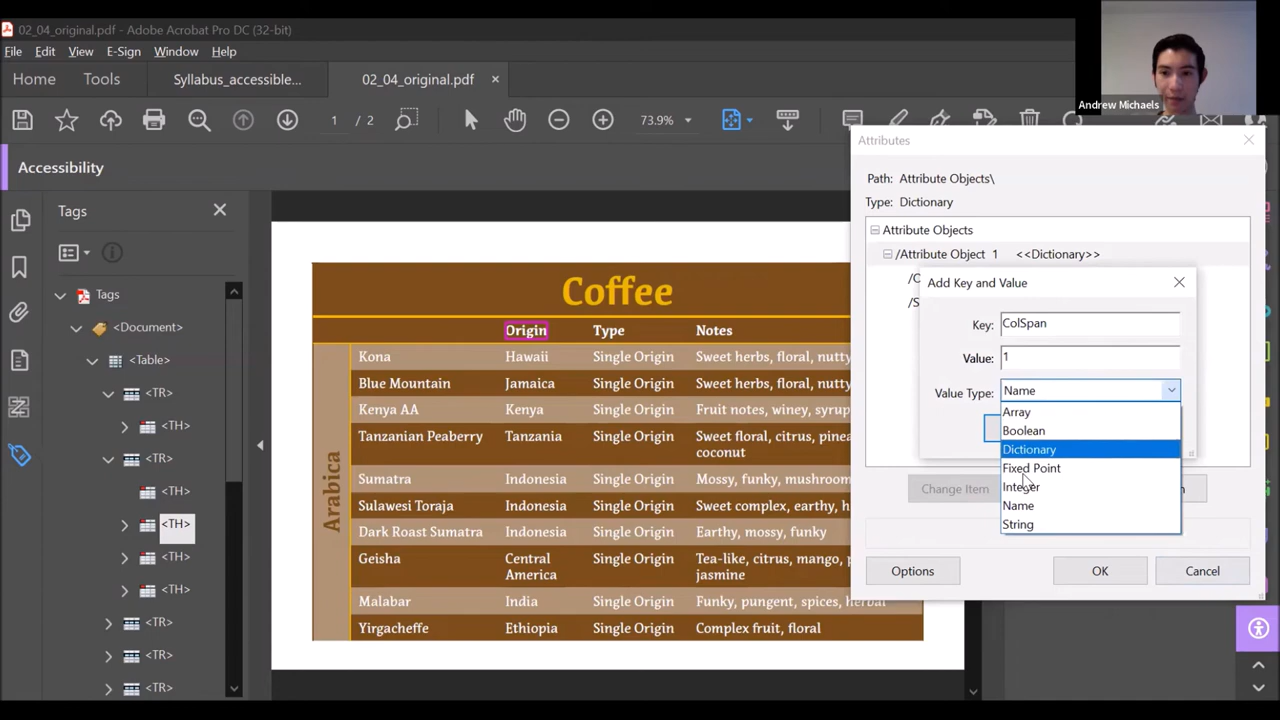 02_04_original.pdf - Adobe Acrobat Pro DC (32-bit)
File Edit View E-Sign Window Help
Home Tools Syllabus_accessible... 02_04_original.pdf ×
1 / 2 73.9%
Andrew Michaels
Accessibility
Tags
Tags
<Document>
<Table>
<TR>
<TH>
<TR>
<TH>
<TH>
<TH>
<TH>
<TR>
<TR>
<TR>
Coffee
Origin Type Notes
Arabica
Kona Hawaii Single Origin Sweet herbs, floral, nutty
Blue Mountain Jamaica Single Origin Sweet herbs, floral, nutty
Kenya AA Kenya Single Origin Fruit notes, winey, syrup
Tanzanian Peaberry Tanzania Single Origin Sweet floral, citrus,
coconut
Sumatra Indonesia Single Origin Mossy, funky,
Sulawesi Toraja Indonesia Single Origin Sweet complex, earthy,
Dark Roast Sumatra Indonesia Single Origin Earthy, mossy, funky
Geisha Central America Single Origin Tea-like, citrus, mango,
jasmine
Malabar India Single Origin Funky, pungent, spices, herbal
Yirgacheffe Ethiopia Single Origin Complex fruit, floral
Attributes
Path: Attribute Objects\
Type: Dictionary
Attribute Objects
/Attribute Object 1 <<Dictionary>>
Add Key and Value
Key: ColSpan
Value: 1
Value Type: Name
Array
Boolean
Dictionary
Fixed Point
Integer
Name
String
Change Item
Options OK Cancel